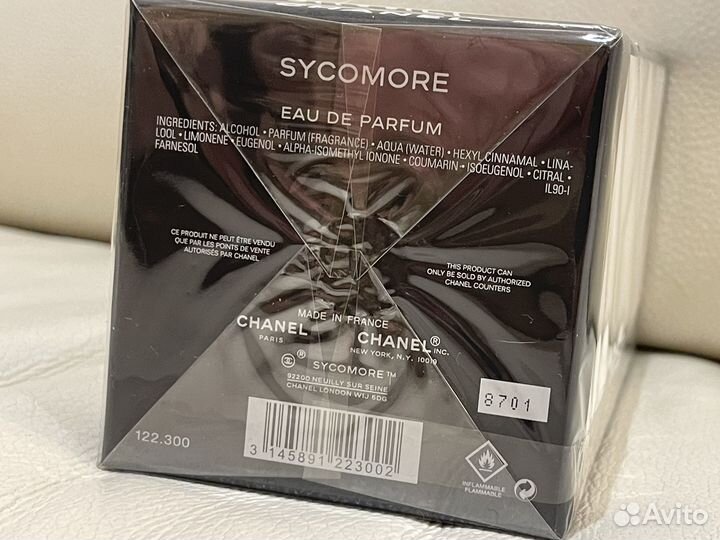 SYCOMORE
EAU DE PARFUM
INGREDIENTS: ALCOHOL • PARFUM (FRAGRANCE) • AQUA (WATER) • HEXYL CINNAMAL • LINA-
LOOL • LIMONENE • EUGENOL • ALPHA-ISOMETHYL IONONE • COUMARIN • ISOEUGENOL • CITRAL •
FARNESOL
IL90-I
CE PRODUIT NE PEUT ÊTRE VENDU
QUE PAR LES POINTS DE VENTE
AUTORISÉS PAR CHANEL
THIS PRODUCT CAN
ONLY BE SOLD BY AUTHORIZED
CHANEL COUNTERS
MADE IN FRANCE
CHANEL
PARIS
CHANEL® INC.
NEW YORK, N.Y. 10019
® SYCOMORE™
92200 NEUILLY SUR SEINE
CHANEL LONDON W1J 6DG
8701
122.300
3 145891 223002
INFLAMMABLE
FLAMMABLE
Avito